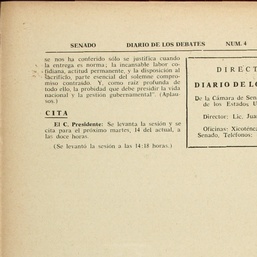 SENADO DIARIO DE LOS DEBATES NUM. 4
se nos ha conferido sólo se justifica cuando
la entrega es norma; la incansable labor co-
tidiana, actitud permanente, y la disposición al
sacrificio, parte esencial del solemne compro-
miso contraido. Y, como raíz profunda de
todo ello, la probidad que debe presidir la vida
nacional y la gestión gubernamental". (Aplau-
sos.)
CITA
El C. Presidente: Se levanta la sesión y se
cita para el próximo martes, 14 del actual, a
las doce horas.
(Se levantó la sesión a las 14:18 horas.)
DIRECT
DIARIO DE LO
De la Cámara de Sen
de los Estados, U
Director: Lic. Juan
Oficinas: Xicoténc
Senado, Teléfonos: